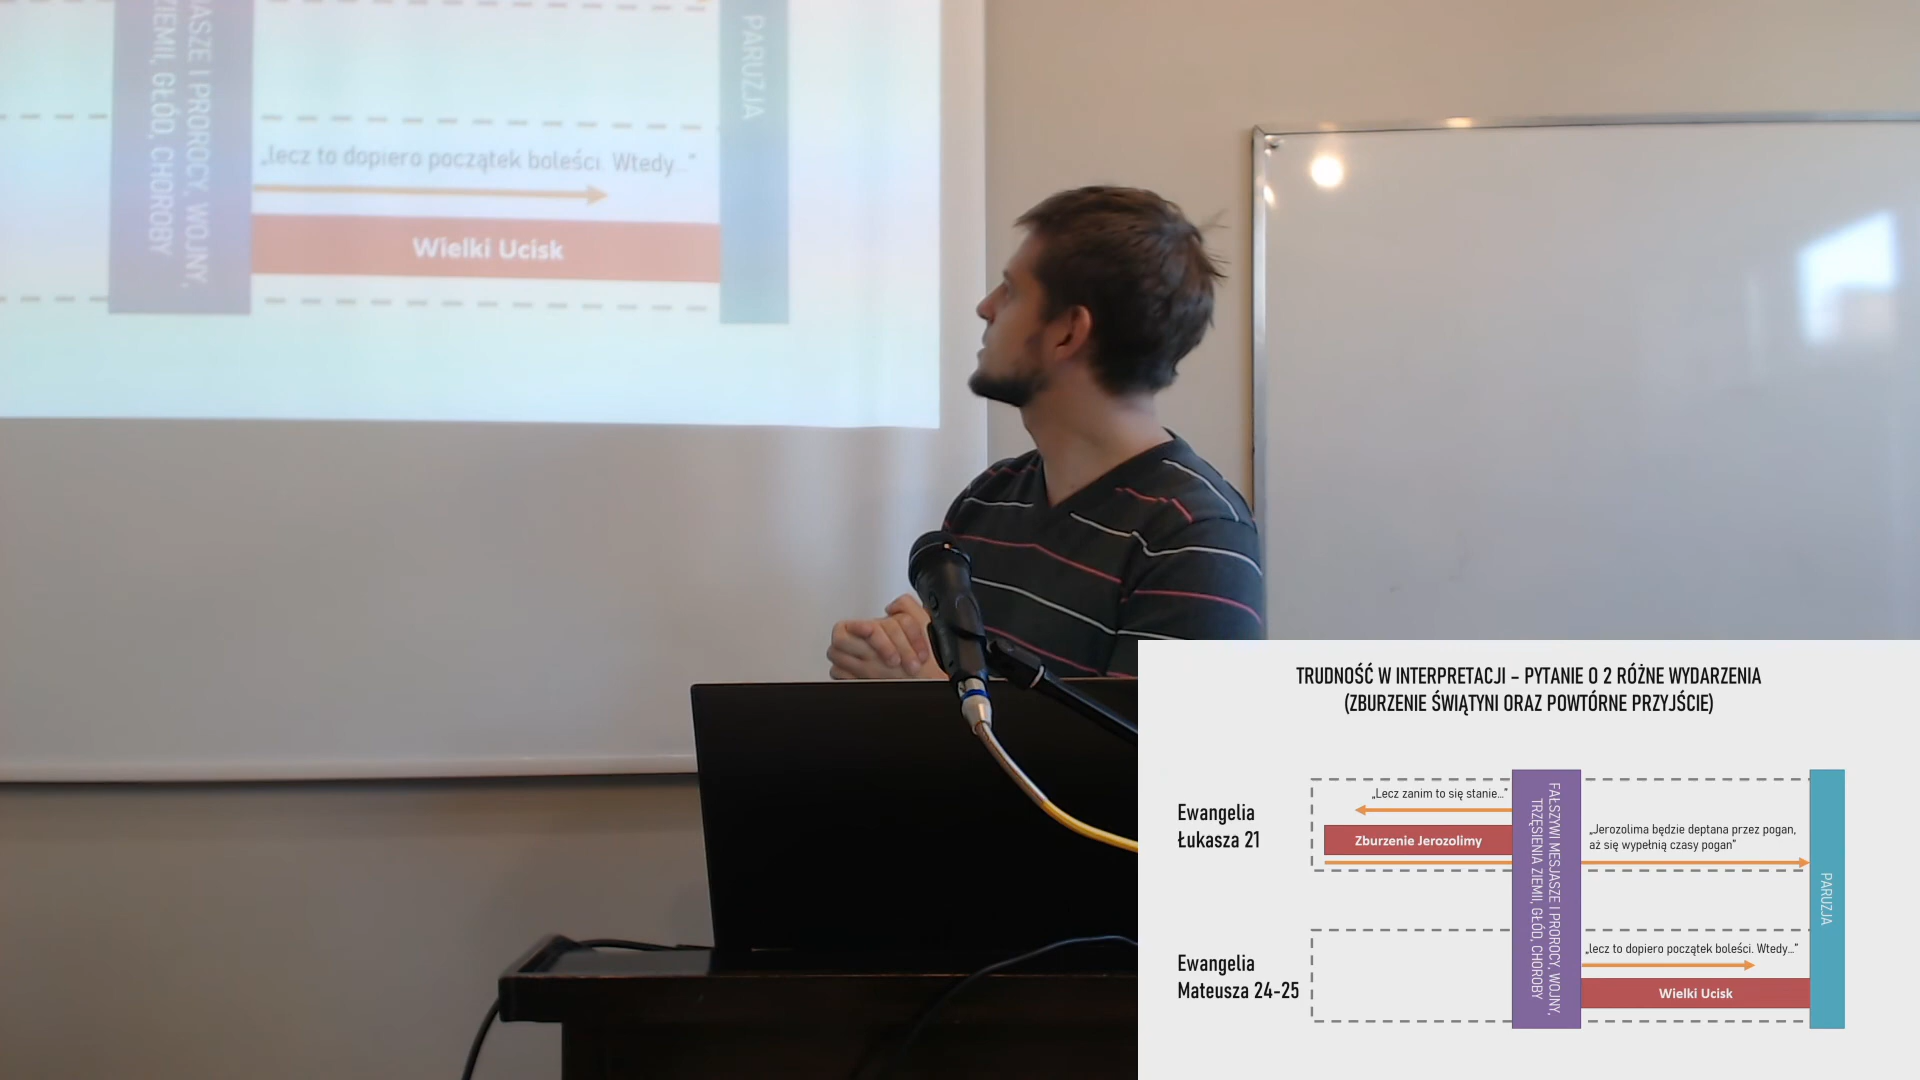 ASZE I PROROCY, WOJNY,
ZIEMII, GŁÓD, CHOROBY
PARUZJA
„lecz to dopiero początek boleści. Wtedy..."
Wielki Ucisk
TRUDNOŚĆ W INTERPRETACJI – PYTANIE O 2 RÓŻNE WYDARZENIA
(ZBURZENIE ŚWIĄTYNI ORAZ POWTÓRNE PRZYJŚCIE)
Ewangelia
Łukasza 21
„Lecz zanim to się stanie..."
Zburzenie Jerozolimy
FAŁSZYWI MESJASZE I PROROCY, WOJNY,
TRZĘSIENIA ZIEMII, GŁÓD, CHOROBY
„Jerozolima będzie deptana przez pogan,
aż się wypełnią czasy pogan"
PARUZJA
Ewangelia
Mateusza 24-25
„lecz to dopiero początek boleści. Wtedy..."
Wielki Ucisk